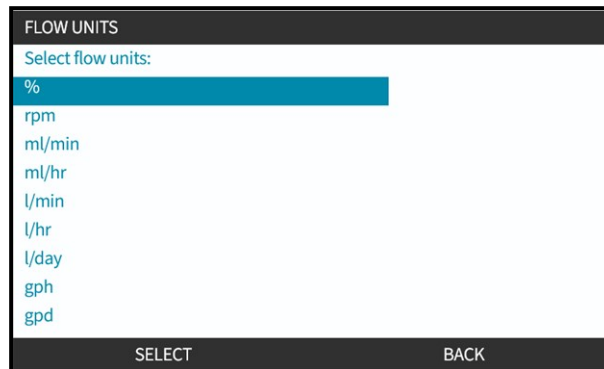 FLOW UNITS
Select flow units:
%
rpm
ml/min
ml/hr
l/min
l/hr
l/day
gph
gpd
SELECT BACK